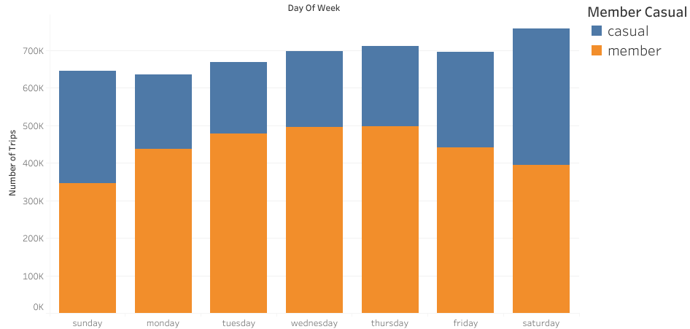 Day Of Week
Member Casual
casual
member
Number of Trips
700K
600K
500K
400K
300K
200K
100K
0K
sunday
monday
tuesday
wednesday
thursday
friday
saturday